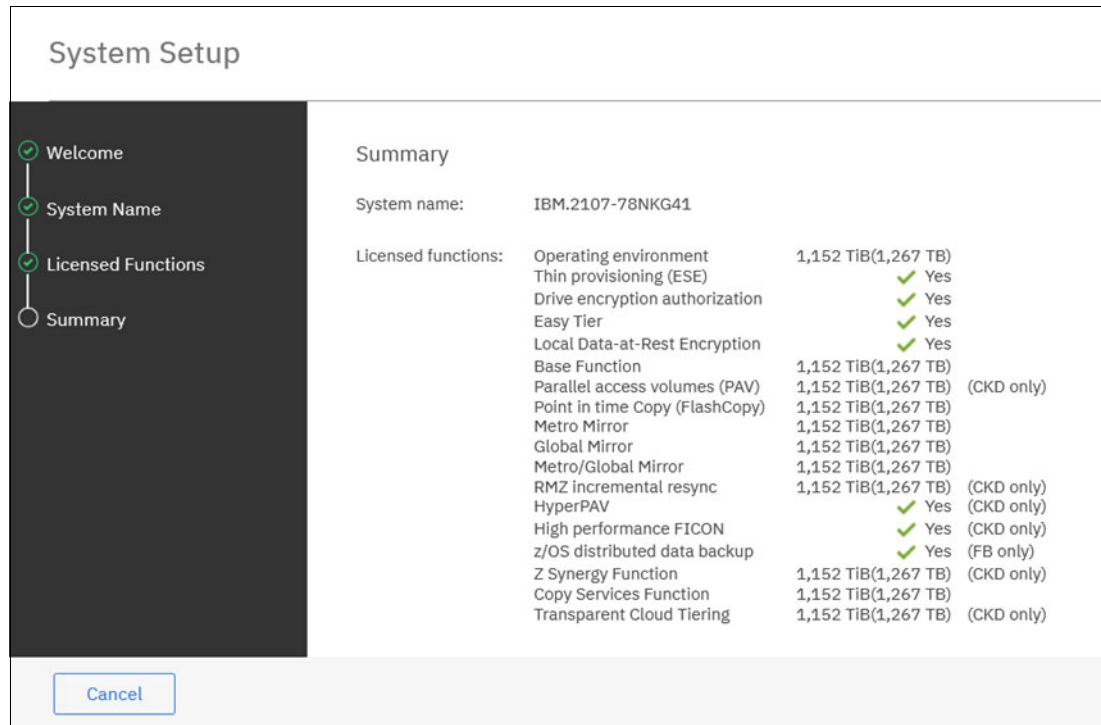 System Setup
Welcome
System Name
Licensed Functions
Summary
Summary
System name: IBM.2107-78NKG41
Licensed functions: Operating environment 1,152 TiB(1,267 TB)
Thin provisioning (ESE) Yes
Drive encryption authorization Yes
Easy Tier Yes
Local Data-at-Rest Encryption Yes
Base Function 1,152 TiB(1,267 TB)
Parallel access volumes (PAV) 1,152 TiB(1,267 TB) (CKD only)
Point in time Copy (FlashCopy) 1,152 TiB(1,267 TB)
Metro Mirror 1,152 TiB(1,267 TB)
Global Mirror 1,152 TiB(1,267 TB)
Metro/Global Mirror 1,152 TiB(1,267 TB)
RMZ incremental resync 1,152 TiB(1,267 TB) (CKD only)
HyperPAV Yes (CKD only)
High performance FICON Yes (CKD only)
z/OS distributed data backup Yes (FB only)
Z Synergy Function 1,152 TiB(1,267 TB) (CKD only)
Copy Services Function 1,152 TiB(1,267 TB)
Transparent Cloud Tiering 1,152 TiB(1,267 TB) (CKD only)
Cancel